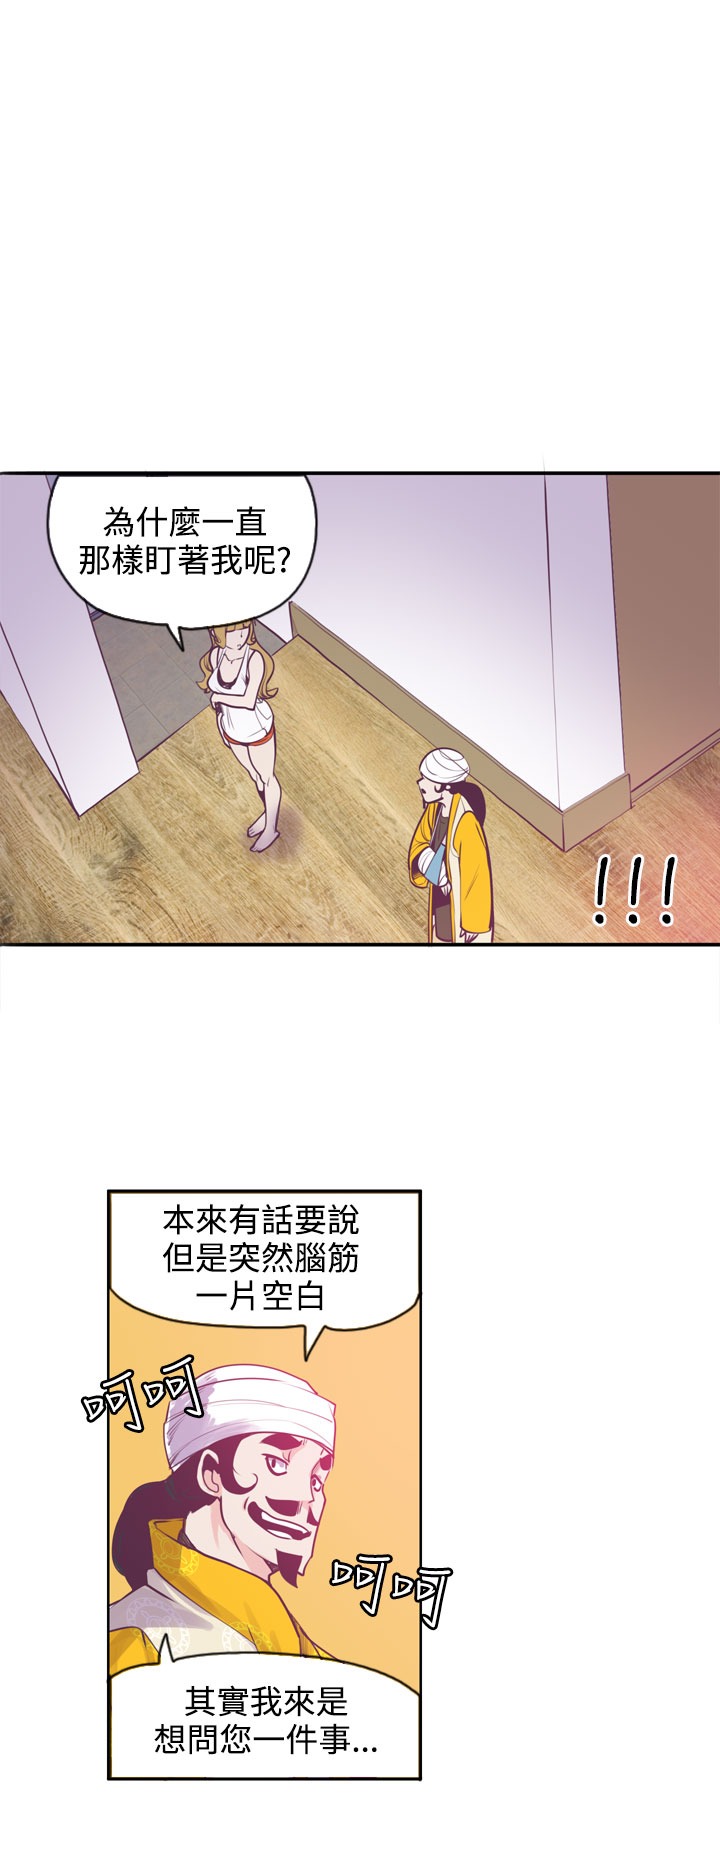 為什麼一直
那樣盯著我呢?
!!!
本來有話要說
但是突然腦筋
一片空白
呵呵
呵呵
其實我來是
想問您一件事...